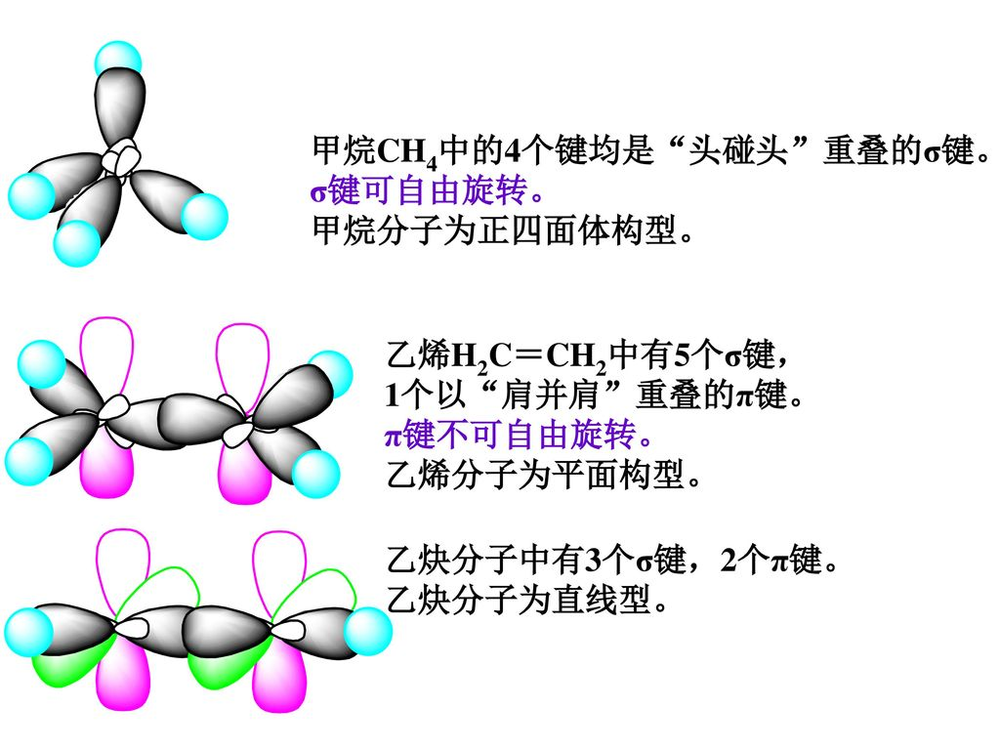 甲烷CH₄中的4个键均是“头碰头”重叠的σ键。
σ键可自由旋转。
甲烷分子为正四面体构型。
乙烯H₂C＝CH₂中有5个σ键，
1个以“肩并肩”重叠的π键。
π键不可自由旋转。
乙烯分子为平面构型。
乙炔分子中有3个σ键，2个π键。
乙炔分子为直线型。